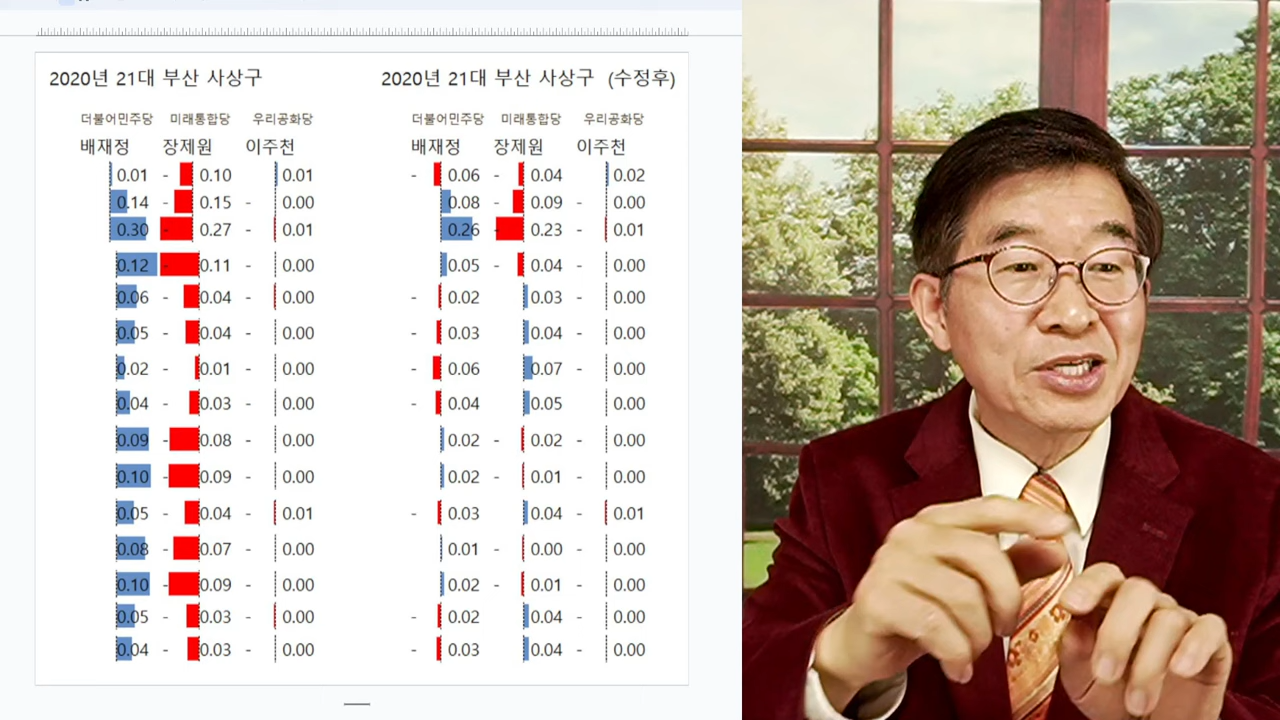 2020년 21대 부산 사상구 2020년 21대 부산 사상구 (수정후)
더불어민주당 미래통합당 우리공화당 더불어민주당 미래통합당 우리공화당
배재정 장제원 이주천 배재정 장제원 이주천
0.01 - 0.10 0.01 - 0.06 - 0.04 0.02
0.14 - 0.15 - 0.00 0.08 - 0.09 - 0.00
0.30 - 0.27 - 0.01 0.26 - 0.23 - 0.01
0.12 - 0.11 - 0.00 0.05 - 0.04 - 0.00
0.06 - 0.04 - 0.00 - 0.02 0.03 - 0.00
0.05 - 0.04 - 0.00 - 0.03 0.04 - 0.00
0.02 - 0.01 - 0.00 - 0.06 0.07 - 0.00
0.04 - 0.03 - 0.00 - 0.04 0.05 - 0.00
0.09 - 0.08 - 0.00 0.02 - 0.02 - 0.00
0.10 - 0.09 - 0.00 0.02 - 0.01 - 0.00
0.05 - 0.04 - 0.01 - 0.03 0.04 - 0.01
0.08 - 0.07 - 0.00 0.01 - 0.00 - 0.00
0.10 - 0.09 - 0.00 0.02 - 0.01 - 0.00
0.05 - 0.03 - 0.00 - 0.02 0.04 - 0.00
0.04 - 0.03 - 0.00 - 0.03 0.04 - 0.00